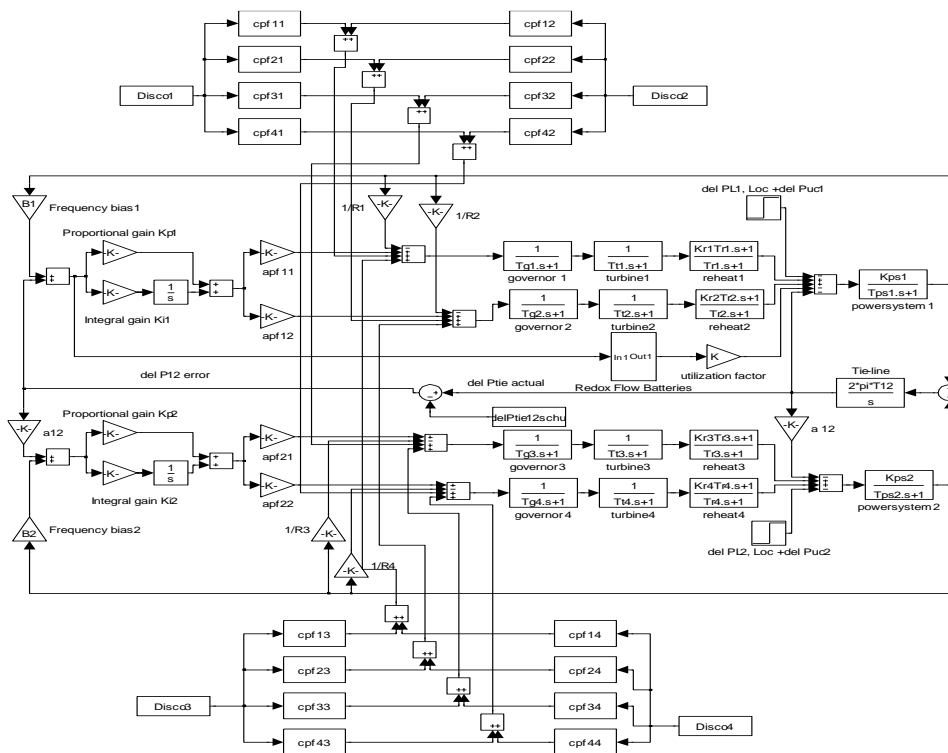 cpf11
cpf12
++
cpf21
cpf22
++
Disco1
cpf31
cpf32
Disco2
++
cpf41
cpf42
++
B1
Frequency bias1
1/R1
-K-
-K-
1/R2
del PL1, Loc +del Puc1
Proportional gain Kp1
-K-
-K-
apf11
1
Tg1.s+1
governor 1
1
Tt1.s+1
turbine1
Kr1Tr1.s+1
Tr1.s+1
reheat1
Kps1
Tps1.s+1
powersystem 1
-K-
1
s
Integral gain Ki1
-K-
apf12
1
Tg2.s+1
governor 2
1
Tt2.s+1
turbine2
Kr2Tr2.s+1
Tr2.s+1
reheat2
In1 Out1
K
utilization factor
del P12 error
del Ptie actual
Redox Flow Batteries
Tie-line
2*pi*T12
s
elPtie12schu
-K-
a12
Proportional gain Kp2
-K-
-K-
apf21
1
Tg3.s+1
governor3
1
Tt3.s+1
turbine3
Kr3Tr3.s+1
Tr3.s+1
reheat3
-K-
a 12
-K-
1
s
Integral gain Ki2
-K-
apf22
1
Tg4.s+1
governor 4
1
Tt4.s+1
turbine4
Kr4Tr4.s+1
Tr4.s+1
reheat4
Kps2
Tps2.s+1
powersystem 2
B2
Frequency bias2
1/R3
-K-
-K-
1/R4
del PL2, Loc +del Puc2
++
cpf13
cpf14
++
cpf23
cpf24
++
Disco3
cpf33
cpf34
Disco4
++
cpf43
cpf44